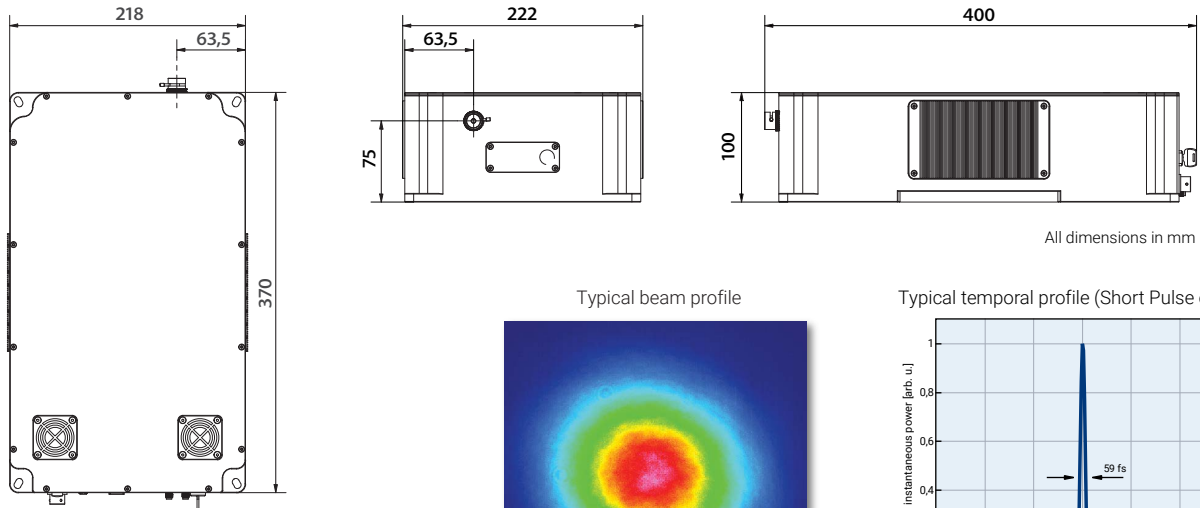 218
63,5
222
63,5
400
75
100
370
All dimensions in mm
Typical beam profile
Typical temporal profile (Short Pulse
instantaneous power [arb. u.]
1
0,8
0,6
0,4
59 fs